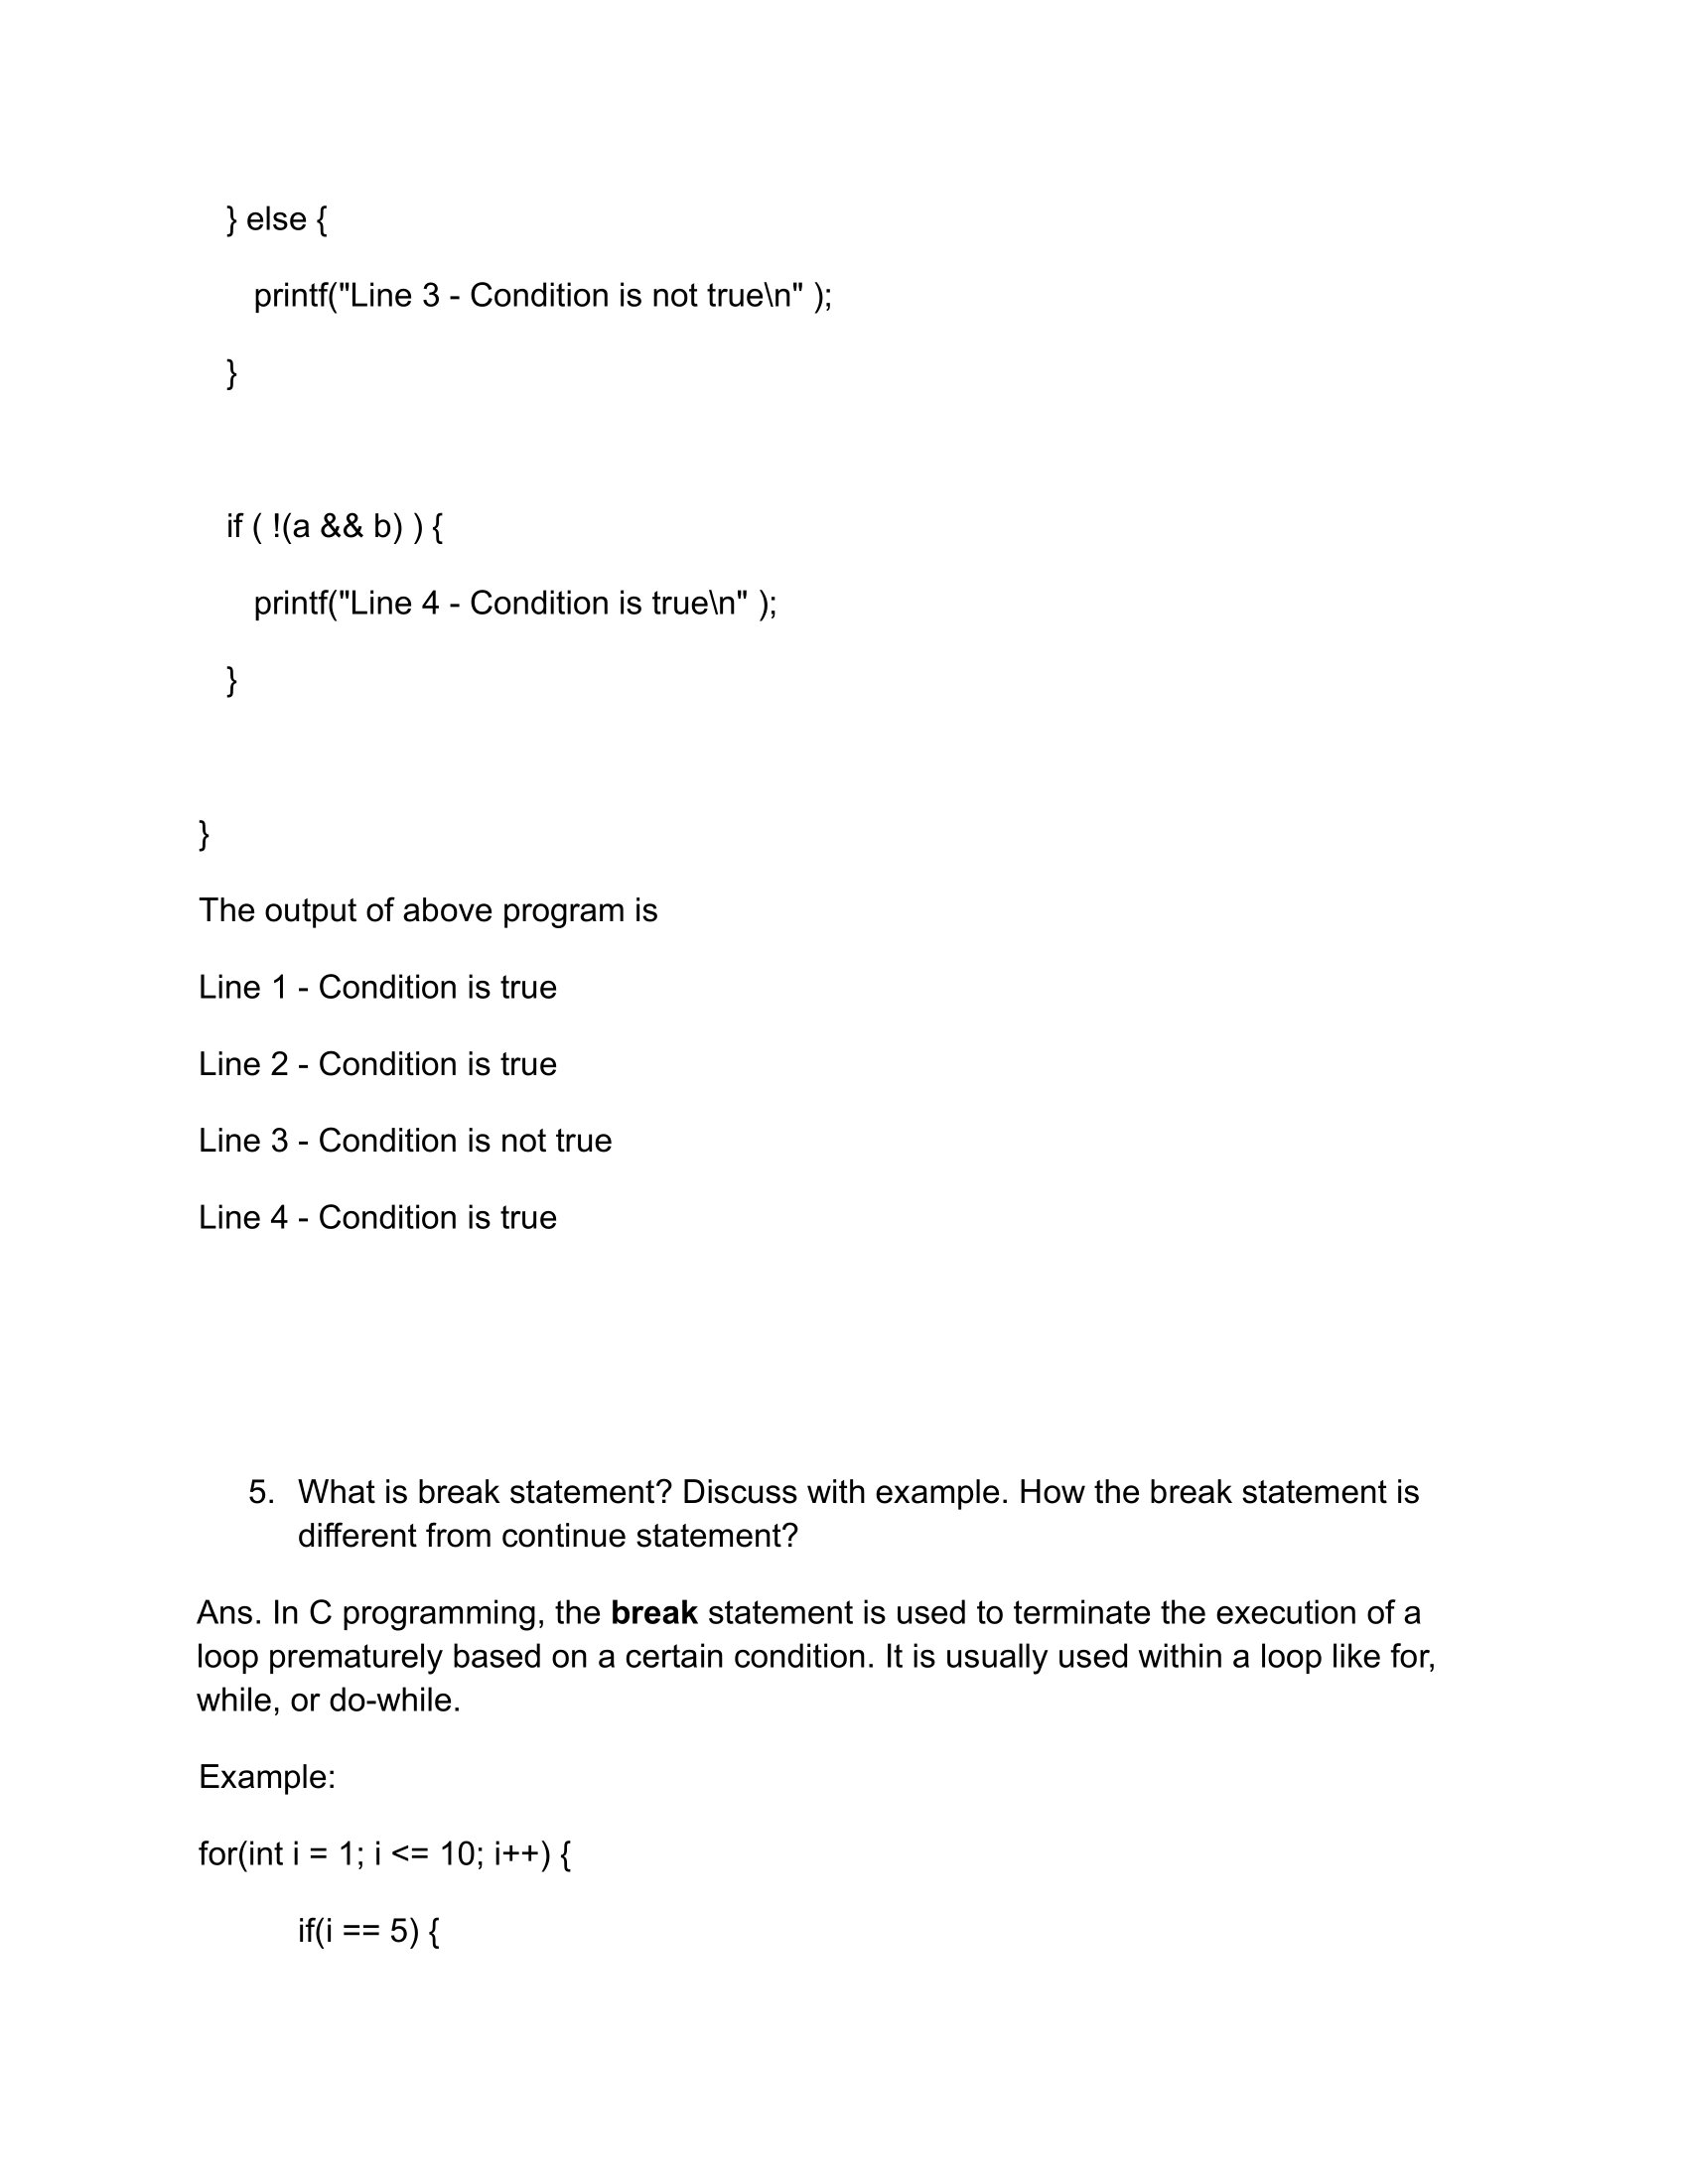 } else {
printf("Line 3 - Condition is not true\n" );
}
if ( !(a && b) ) {
printf("Line 4 - Condition is true\n" );
}
}
The output of above program is
Line 1 - Condition is true
Line 2 - Condition is true
Line 3 - Condition is not true
Line 4 - Condition is true
5. What is break statement? Discuss with example. How the break statement is
different from continue statement?
Ans. In C programming, the break statement is used to terminate the execution of a
loop prematurely based on a certain condition. It is usually used within a loop like for,
while, or do-while.
Example:
for(int i = 1; i <= 10; i++) {
if(i == 5) {